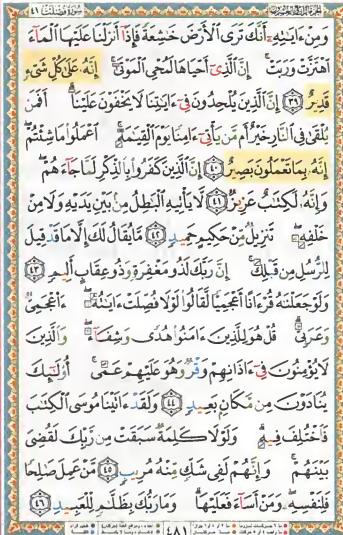 سورة فصلت ٤١
وَمِنْ ءَايَٰتِهِۦٓ أَنَّكَ تَرَى ٱلْأَرْضَ خَٰشِعَةً فَإِذَآ أَنزَلْنَا عَلَيْهَا ٱلْمَآءَ
ٱهْتَزَّتْ وَرَبَتْ ۚ إِنَّ ٱلَّذِىٓ أَحْيَاهَا لَمُحْىِ ٱلْمَوْتَىٰٓ ۚ إِنَّهُۥ عَلَىٰ كُلِّ شَىْءٍ
قَدِيرٌ ٣٩ إِنَّ ٱلَّذِينَ يُلْحِدُونَ فِىٓ ءَايَٰتِنَا لَا يَخْفَوْنَ عَلَيْنَآ ۗ أَفَمَن
يُلْقَىٰ فِى ٱلنَّارِ خَيْرٌ أَم مَّن يَأْتِىٓ ءَامِنًا يَوْمَ ٱلْقِيَٰمَةِ ۚ ٱعْمَلُوا۟ مَا شِئْتُمْ ۖ
إِنَّهُۥ بِمَا تَعْمَلُونَ بَصِيرٌ ٤٠ إِنَّ ٱلَّذِينَ كَفَرُوا۟ بِٱلذِّكْرِ لَمَّا جَآءَهُمْ ۖ
وَإِنَّهُۥ لَكِتَٰبٌ عَزِيزٌ ٤١ لَّا يَأْتِيهِ ٱلْبَٰطِلُ مِنۢ بَيْنِ يَدَيْهِ وَلَا مِنْ
خَلْفِهِۦ ۖ تَنزِيلٌ مِّنْ حَكِيمٍ حَمِيدٍ ٤٢ مَّا يُقَالُ لَكَ إِلَّا مَا قَدْ قِيلَ
لِلرُّسُلِ مِن قَبْلِكَ ۚ إِنَّ رَبَّكَ لَذُو مَغْفِرَةٍ وَذُو عِقَابٍ أَلِيمٍ ٤٣
وَلَوْ جَعَلْنَٰهُ قُرْءَانًا أَعْجَمِيًّا لَّقَالُوا۟ لَوْلَا فُصِّلَتْ ءَايَٰتُهُۥٓ ۖ ءَا۬عْجَمِىٌّ
وَعَرَبِىٌّ ۗ قُلْ هُوَ لِلَّذِينَ ءَامَنُوا۟ هُدًى وَشِفَآءٌ ۖ وَٱلَّذِينَ
لَا يُؤْمِنُونَ فِىٓ ءَاذَانِهِمْ وَقْرٌ وَهُوَ عَلَيْهِمْ عَمًى ۚ أُو۟لَٰٓئِكَ
يُنَادَوْنَ مِن مَّكَانٍۭ بَعِيدٍ ٤٤ وَلَقَدْ ءَاتَيْنَا مُوسَى ٱلْكِتَٰبَ
فَٱخْتُلِفَ فِيهِ ۗ وَلَوْلَا كَلِمَةٌ سَبَقَتْ مِن رَّبِّكَ لَقُضِىَ
بَيْنَهُمْ ۚ وَإِنَّهُمْ لَفِى شَكٍّ مِّنْهُ مُرِيبٍ ٤٥ مَّنْ عَمِلَ صَٰلِحًا
فَلِنَفْسِهِۦ ۖ وَمَنْ أَسَآءَ فَعَلَيْهَا ۗ وَمَا رَبُّكَ بِظَلَّٰمٍ لِّلْعَبِيدِ ٤٦
٤٨١